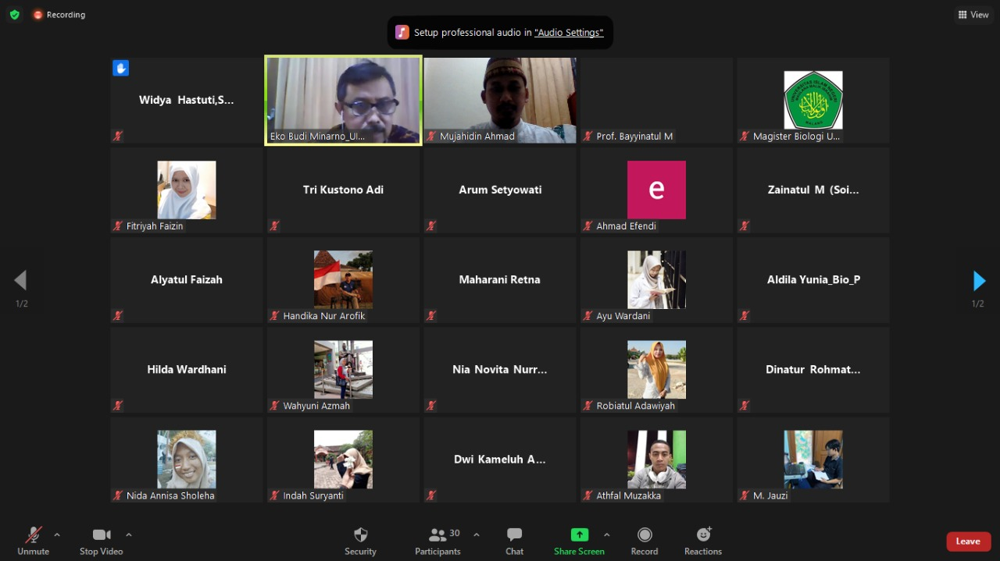 Recording
View
Setup professional audio in "Audio Settings"
Widya Hastuti,S...
Eko Budi Minarno_UI...
Mujahidin Ahmad
Prof. Bayyinatul M
MALANG
Magister Biologi U...
Fitriyah Faizin
Tri Kustono Adi
Arum Setyowati
e
Ahmad Efendi
Zainatul M (Soi...
Alyatul Faizah
Handika Nur Arofik
Maharani Retna
Ayu Wardani
Aldila Yunia_Bio_P
1/2
1/2
Hilda Wardhani
Wahyuni Azmah
Nia Novita Nurr...
Robiatul Adawiyah
Dinatur Rohmat...
Nida Annisa Sholeha
Indah Suryanti
Dwi Kameluh A...
Athfal Muzakka
M. Jauzi
Unmute
Stop Video
Security
Participants
30
Chat
Share Screen
Record
Reactions
Leave